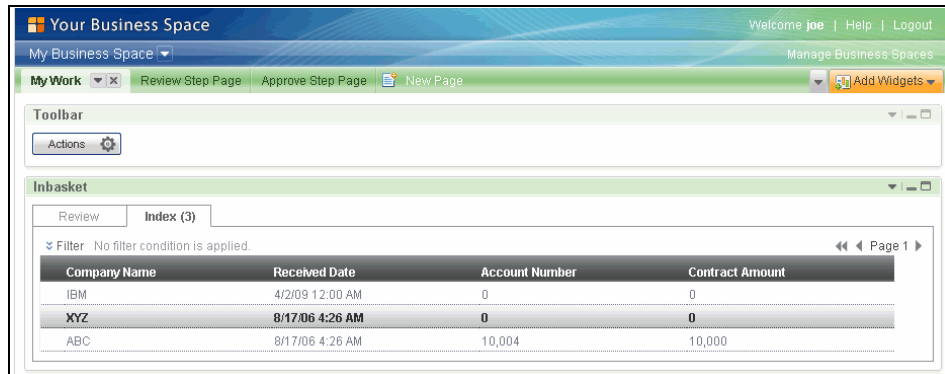 Your Business Space Welcome joe | Help | Logout
My Business Space Manage Business Spaces
My Work Review Step Page Approve Step Page New Page Add Widgets
Toolbar
Actions
Inbasket
Review Index (3)
Filter No filter condition is applied. Page 1
Company Name Received Date Account Number Contract Amount
IBM 4/2/09 12:00 AM 0 0
XYZ 8/17/06 4:26 AM 0 0
ABC 8/17/06 4:26 AM 10,004 10,000